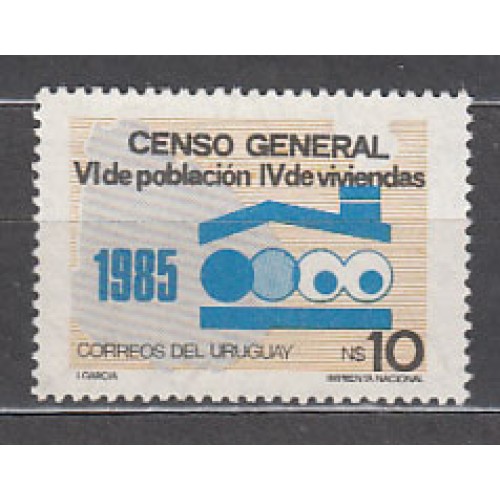 CENSO GENERAL
VI de población IV de viviendas
1985
CORREOS DEL URUGUAY N$ 10
I. GARCIA IMPRENTA NACIONAL